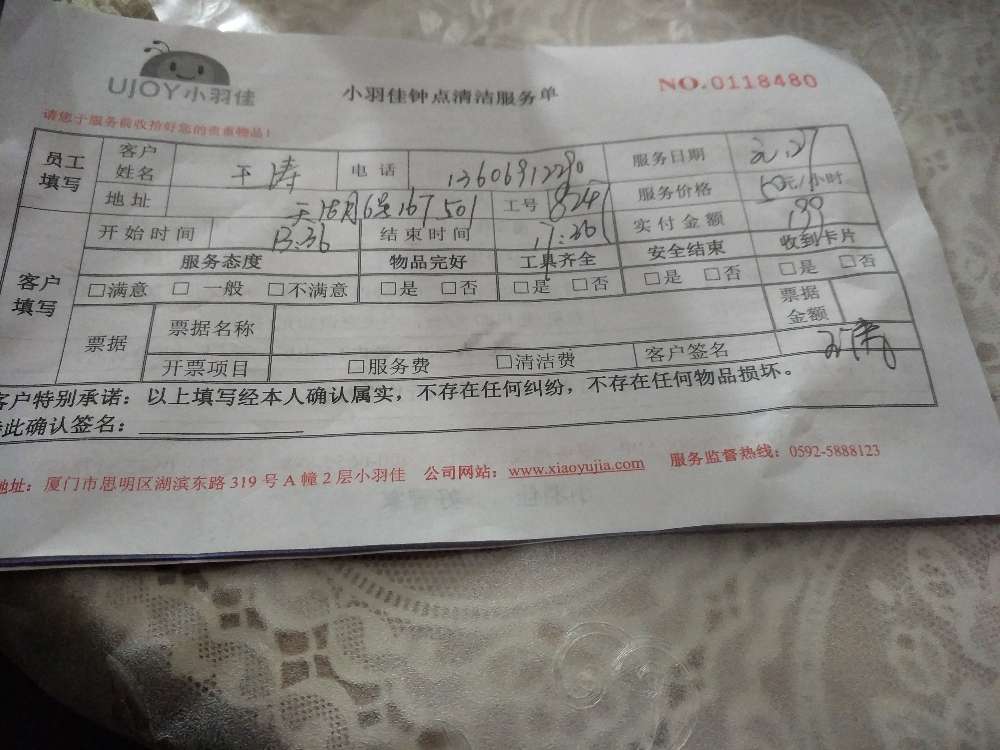 UJOY小羽佳
小羽佳钟点清洁服务单
NO.0118480
请您于服务前收拾好您的贵重物品！
员工填写 客户姓名 涛 电话 服务日期
地址 501 工号 服务价格 50元/小时
客户填写 开始时间 13:36 结束时间 17:36 实付金额 199
服务态度 物品完好 工具齐全 安全结束 收到卡片
□满意 □一般 □不满意 □是 □否 □是 □否 □是 □否 □是 □否
票据 票据名称 票据金额
开票项目 □服务费 □清洁费 客户签名
客户特别承诺：以上填写经本人确认属实，不存在任何纠纷，不存在任何物品损坏。
此确认签名：
地址：厦门市思明区湖滨东路319号A幢2层小羽佳 公司网站：www.xiaoyujia.com 服务监督热线：0592-5888123